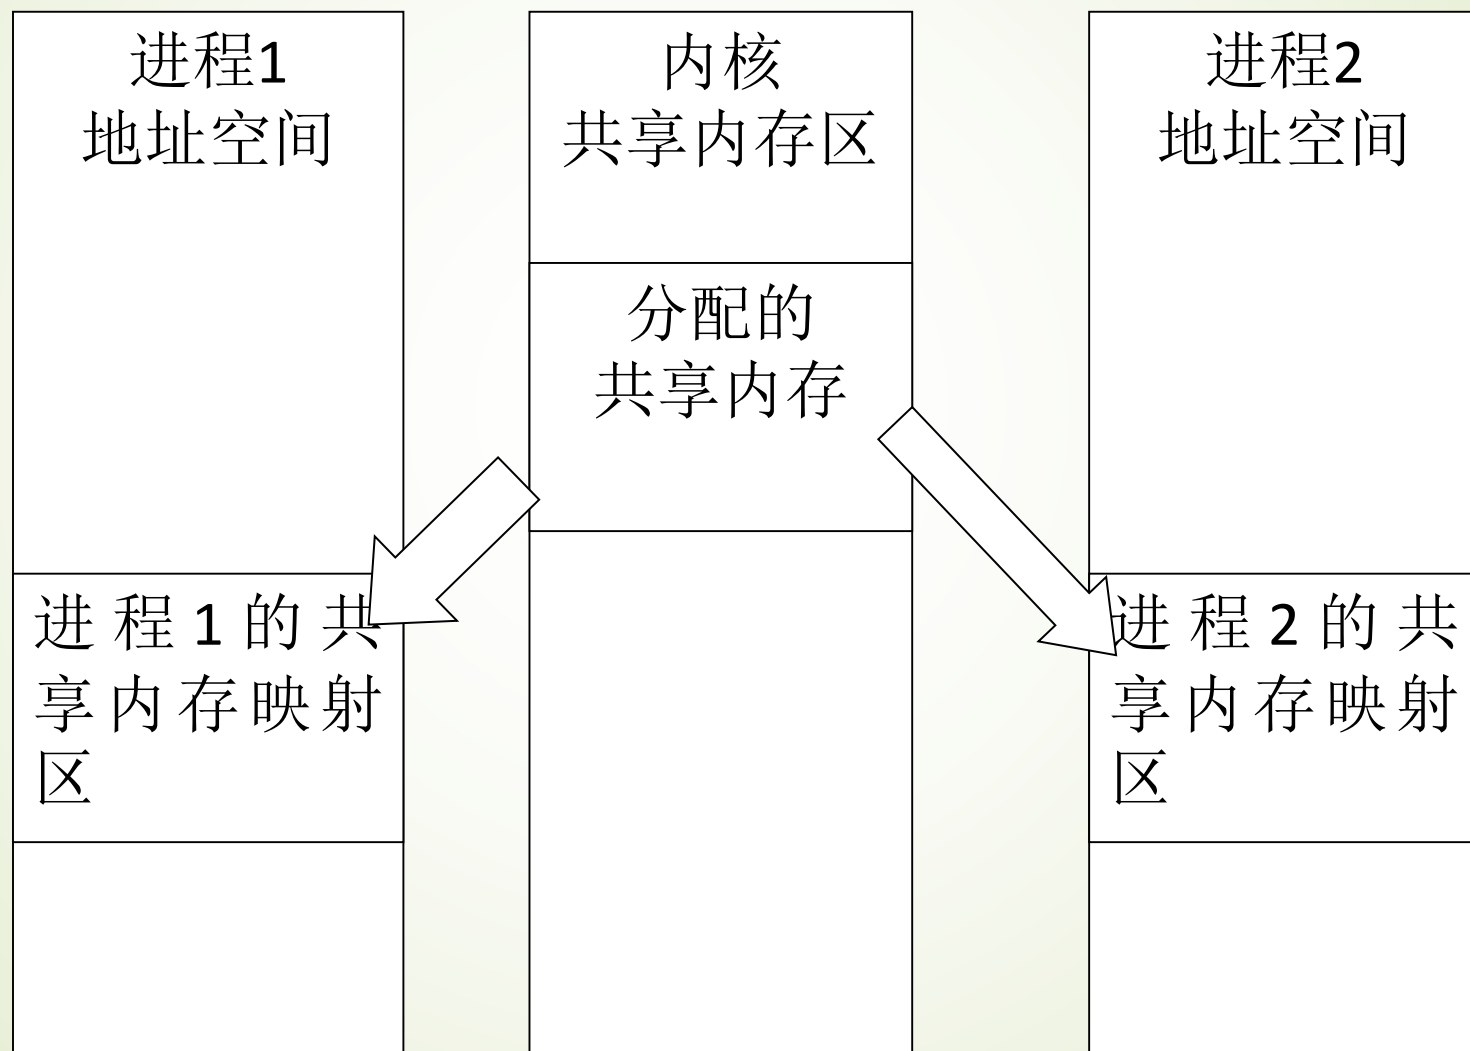 进程1
地址空间
内核
共享内存区
进程2
地址空间
分配的
共享内存
进程1的共
享内存映射
区
进程2的共
享内存映射
区